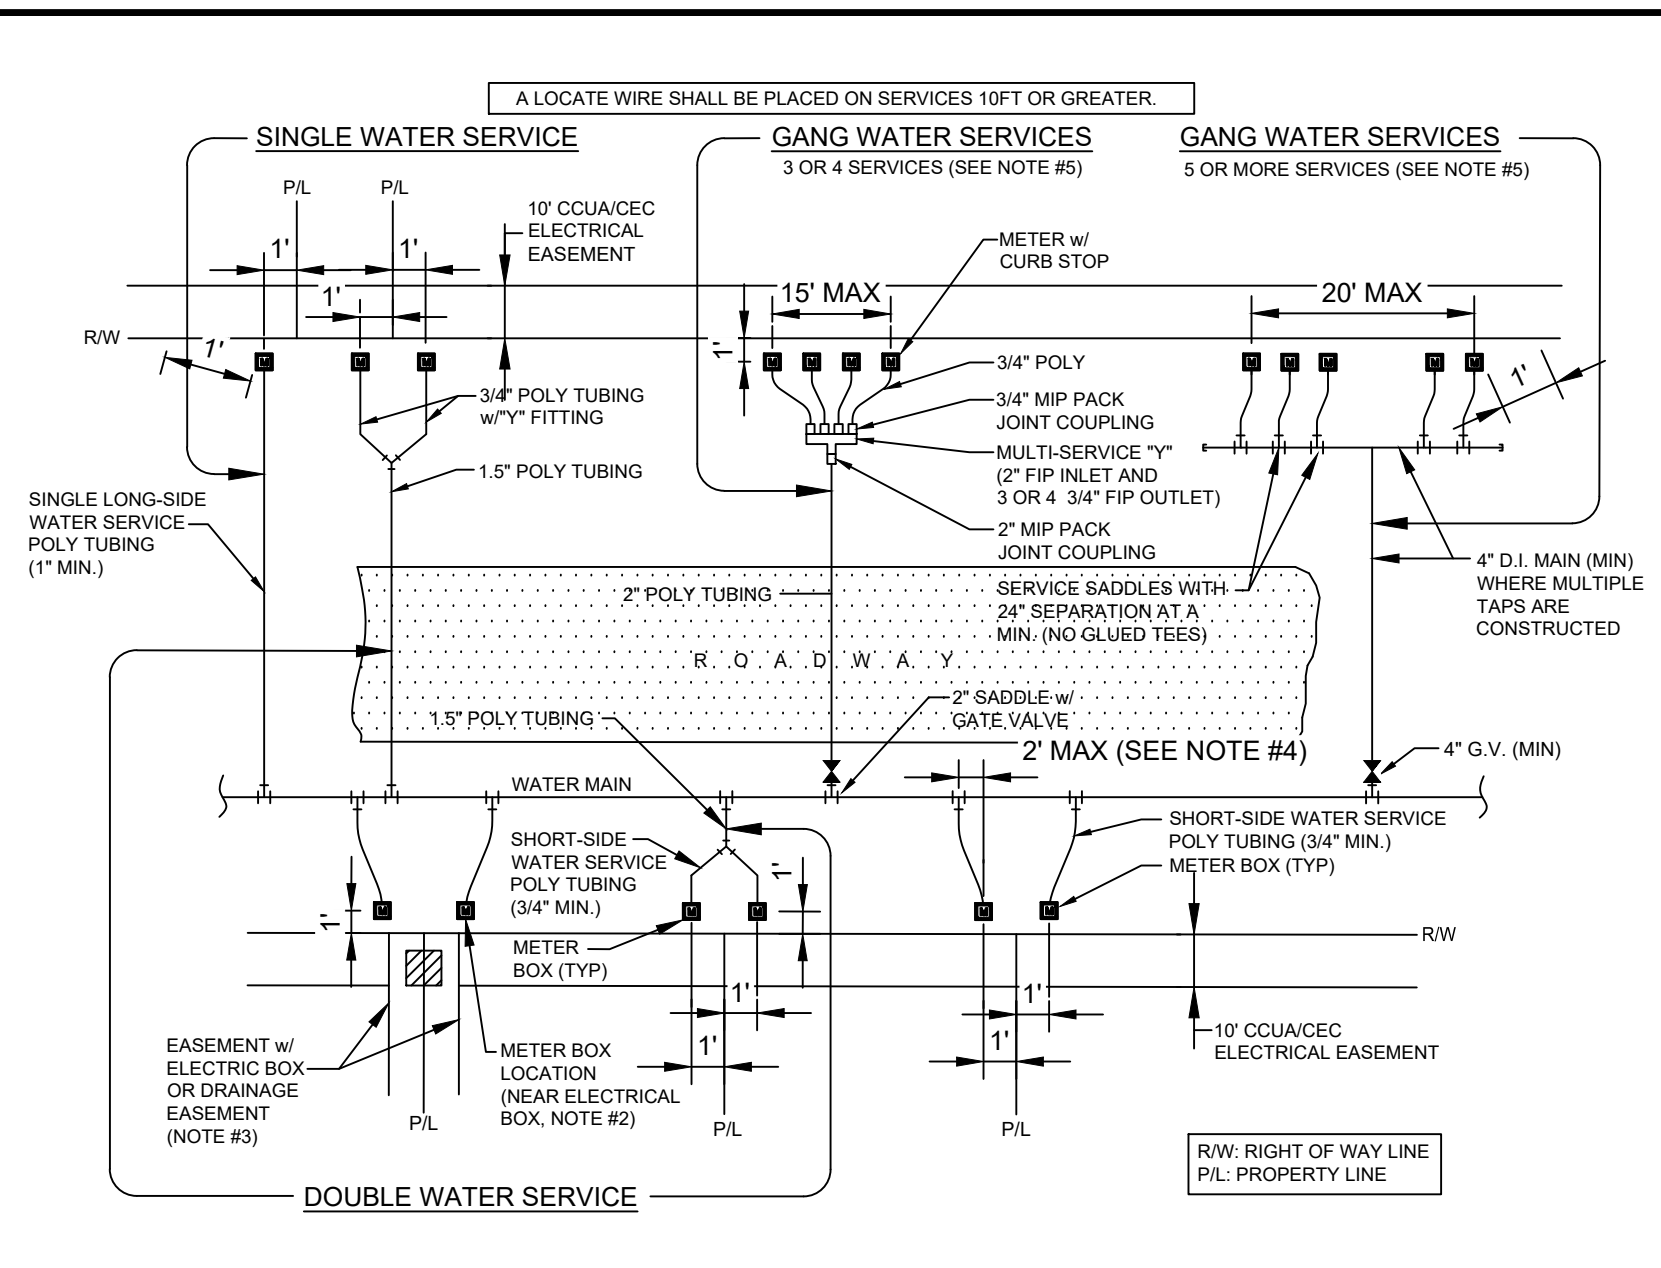 A LOCATE WIRE SHALL BE PLACED ON SERVICES 10FT OR GREATER.
SINGLE WATER SERVICE
GANG WATER SERVICES
3 OR 4 SERVICES (SEE NOTE #5)
GANG WATER SERVICES
5 OR MORE SERVICES (SEE NOTE #5)
P/L
P/L
10' CCUA/CEC
ELECTRICAL
EASEMENT
1'
1'
1'
METER w/
CURB STOP
15' MAX
20' MAX
R/W
1'
1'
1'
M
M
M
M
M
M
M
M
M
M
M
M
3/4" POLY
3/4" POLY TUBING
w/"Y" FITTING
3/4" MIP PACK
JOINT COUPLING
MULTI-SERVICE "Y"
(2" FIP INLET AND
3 OR 4 3/4" FIP OUTLET)
1.5" POLY TUBING
2" MIP PACK
JOINT COUPLING
SINGLE LONG-SIDE
WATER SERVICE
POLY TUBING
(1" MIN.)
4" D.I. MAIN (MIN)
WHERE MULTIPLE
TAPS ARE
CONSTRUCTED
2" POLY TUBING
SERVICE SADDLES WITH
24" SEPARATION AT A
MIN. (NO GLUED TEES)
ROADWAY
2" SADDLE w/
GATE VALVE
1.5" POLY TUBING
2' MAX (SEE NOTE #4)
4" G.V. (MIN)
WATER MAIN
SHORT-SIDE
WATER SERVICE
POLY TUBING
(3/4" MIN.)
SHORT-SIDE WATER SERVICE
POLY TUBING (3/4" MIN.)
METER BOX (TYP)
1'
1'
M
M
M
M
M
M
METER
BOX (TYP)
R/W
1'
1'
1'
1'
EASEMENT w/
ELECTRIC BOX
OR DRAINAGE
EASEMENT
(NOTE #3)
METER BOX
LOCATION
(NEAR ELECTRICAL
BOX, NOTE #2)
10' CCUA/CEC
ELECTRICAL EASEMENT
P/L
P/L
P/L
R/W: RIGHT OF WAY LINE
P/L: PROPERTY LINE
DOUBLE WATER SERVICE